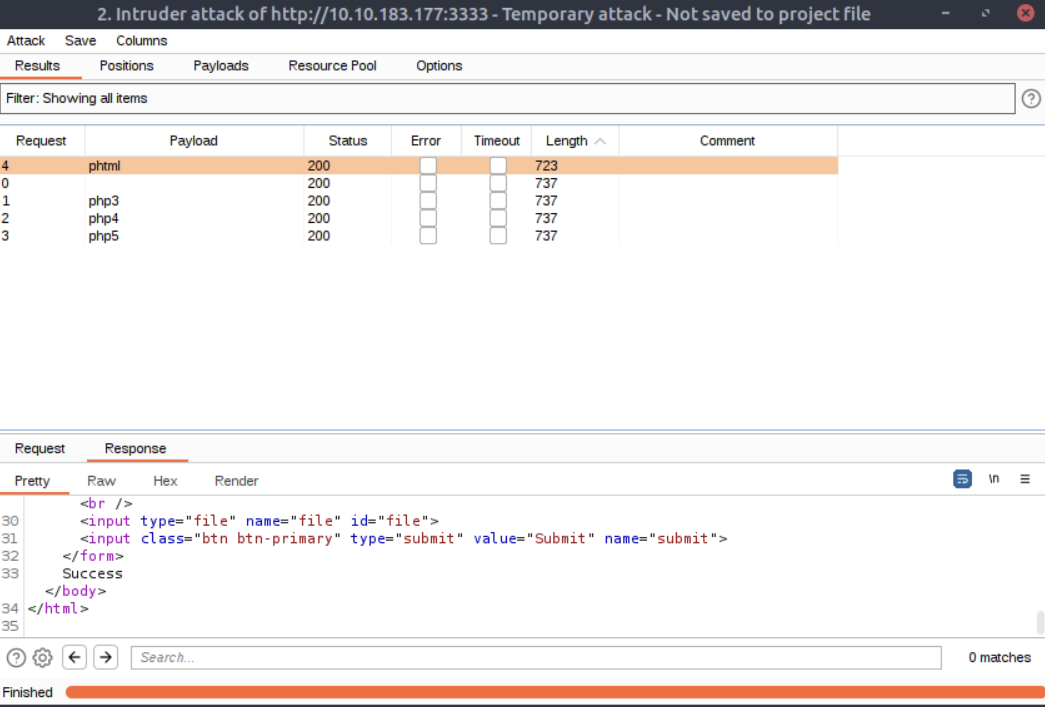 2. Intruder attack of http://10.10.183.177:3333 - Temporary attack - Not saved to project file
Attack Save Columns
Results Positions Payloads Resource Pool Options
Filter: Showing all items
Request Payload Status Error Timeout Length Comment
4 phtml 200 723
0 200 737
1 php3 200 737
2 php4 200 737
3 php5 200 737
Request Response
Pretty Raw Hex Render \n
<br />
30 <input type="file" name="file" id="file">
31 <input class="btn btn-primary" type="submit" value="Submit" name="submit">
32 </form>
33 Success
</body>
34 </html>
35
Search... 0 matches
Finished